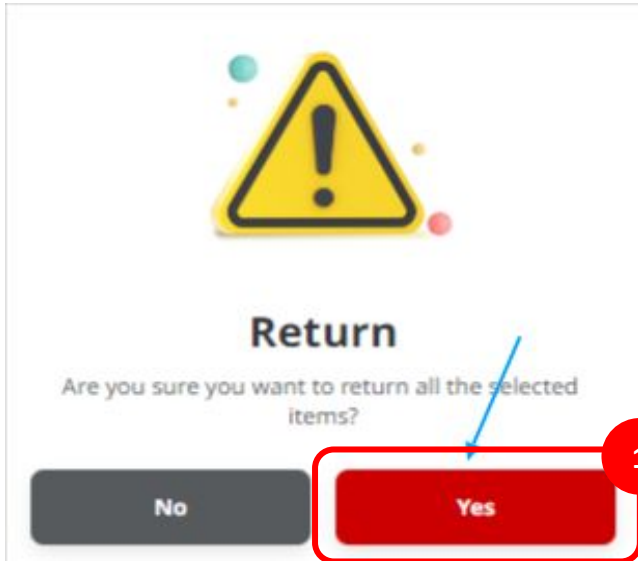 Return
Are you sure you want to return all the selected
items?
No
Yes